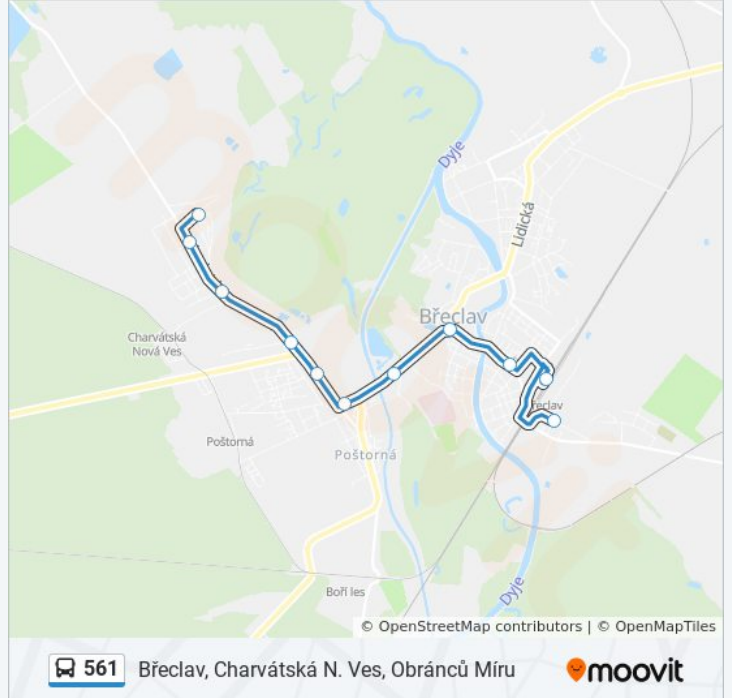 Dyje
Lidická
Břeclav
Charvátská
Nová Ves
Břeclav
Poštorná
Poštorná
Boří les
Dyje
© OpenStreetMap contributors | © OpenMapTiles
561 Břeclav, Charvátská N. Ves, Obránců Míru moovit